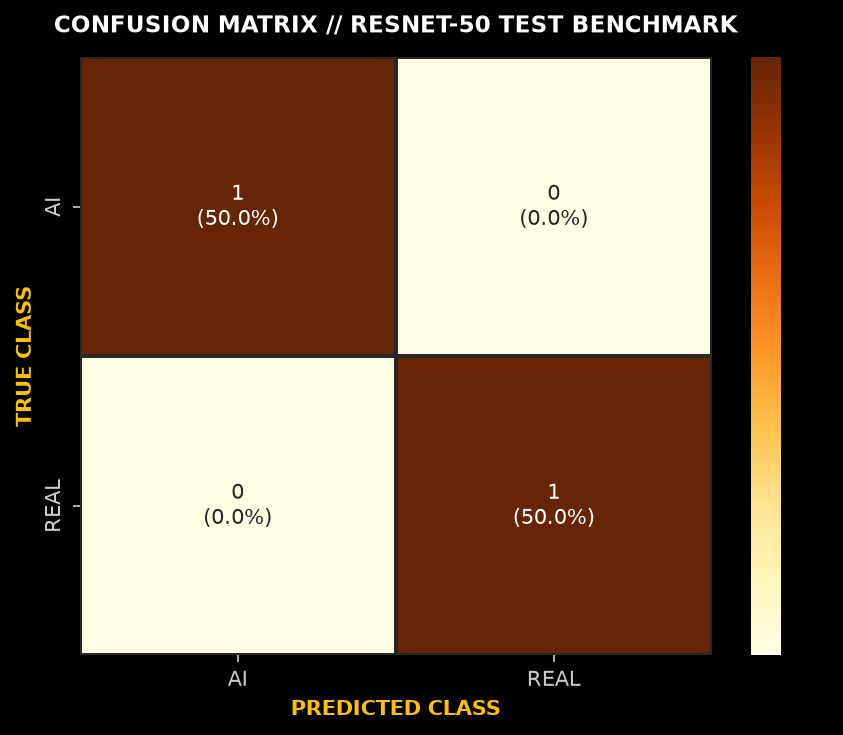 CONFUSION MATRIX // RESNET-50 TEST BENCHMARK
TRUE CLASS
AI
1
(50.0%)
0
(0.0%)
REAL
0
(0.0%)
1
(50.0%)
AI
REAL
PREDICTED CLASS